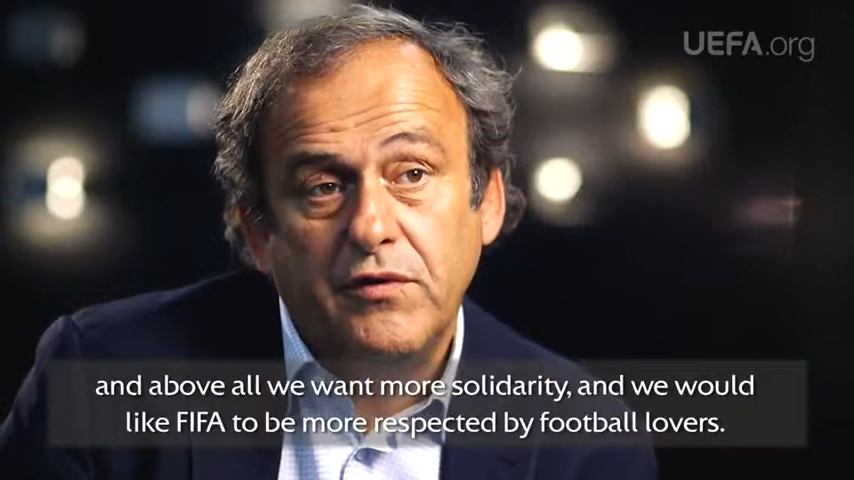 UEFA.org
and above all we want more solidarity, and we would
like FIFA to be more respected by football lovers.